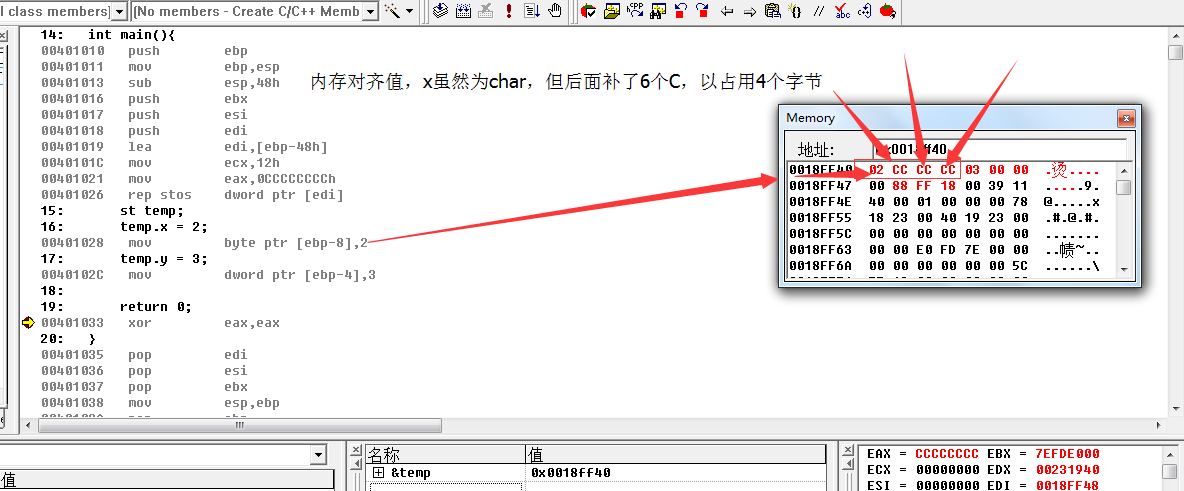 l class members]
[No members - Create C/C++ Memb
14: int main(){
00401010 push ebp
00401011 mov ebp,esp
00401013 sub esp,48h
00401016 push ebx
00401017 push esi
00401018 push edi
00401019 lea edi,[ebp-48h]
0040101C mov ecx,12h
00401021 mov eax,0CCCCCCCCh
00401026 rep stos dword ptr [edi]
15: st temp;
16: temp.x = 2;
00401028 mov byte ptr [ebp-8],2
17: temp.y = 3;
0040102C mov dword ptr [ebp-4],3
18:
19: return 0;
00401033 xor eax,eax
20: }
00401035 pop edi
00401036 pop esi
00401037 pop ebx
00401038 mov esp,ebp
内存对齐值，x虽然为char，但后面补了6个C，以占用4个字节
Memory
地址: 0x0018ff40
0018FF40 02 CC CC CC 03 00 00 .烫....
0018FF47 00 88 FF 18 00 39 11 .....9.
0018FF4E 40 00 01 00 00 00 78 @.....x
0018FF55 18 23 00 40 19 23 00 .#.@.#.
0018FF5C 00 00 00 00 00 00 00 .......
0018FF63 00 00 E0 FD 7E 00 00 ..帻~..
0018FF6A 00 00 00 00 00 00 5C ......\
值
名称 值
&temp 0x0018ff40
EAX = CCCCCCCC EBX = 7EFDE000
ECX = 00000000 EDX = 00231940
ESI = 00000000 EDI = 0018FF48